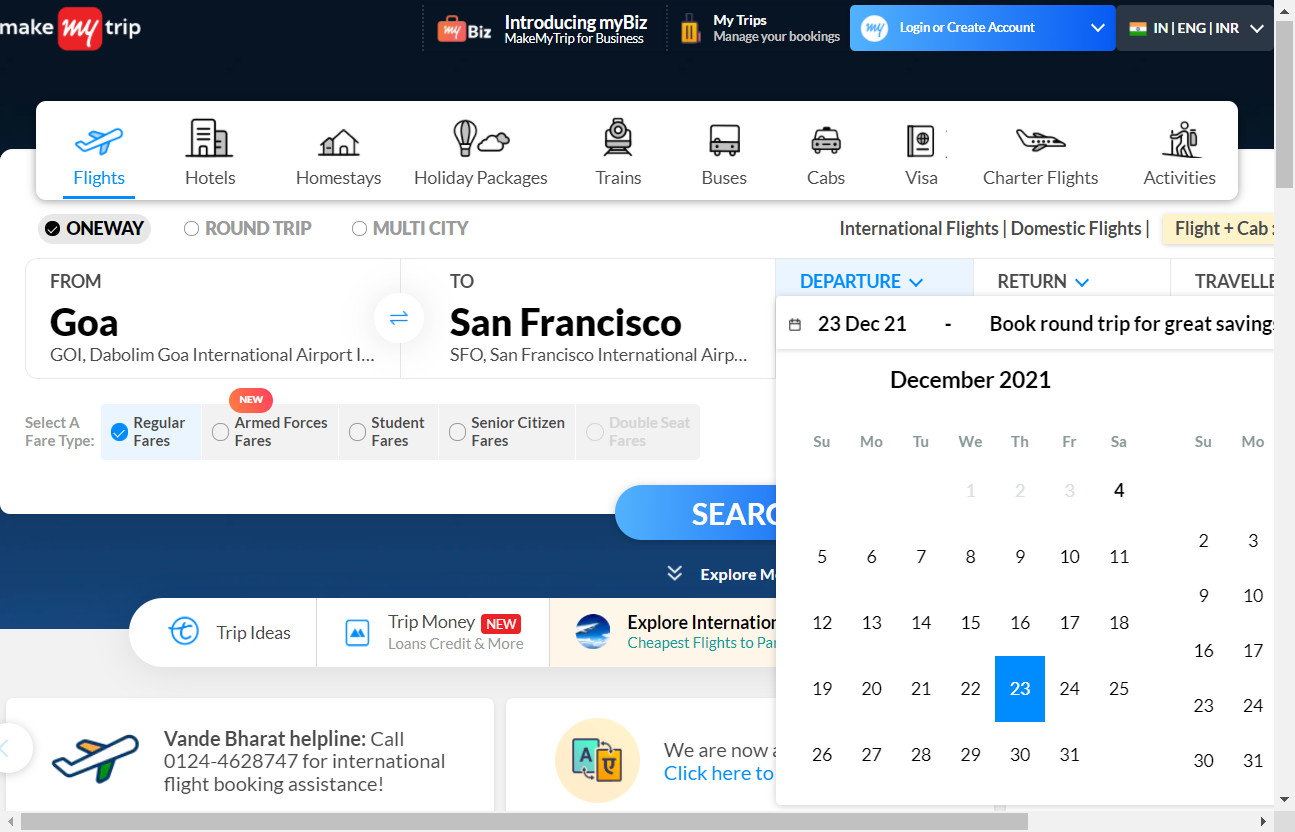 make my trip
my Biz
Introducing myBiz
MakeMyTrip for Business
My Trips
Manage your bookings
my
Login or Create Account
IN | ENG | INR
Flights
Hotels
Homestays
Holiday Packages
Trains
Buses
Cabs
Visa
Charter Flights
Activities
ONEWAY
ROUND TRIP
MULTI CITY
International Flights | Domestic Flights |
Flight + Cab :
FROM
Goa
GOI, Dabolim Goa International Airport I...
TO
San Francisco
SFO, San Francisco International Airp...
DEPARTURE
RETURN
TRAVELLE
23 Dec 21 - Book round trip for great savings
December 2021
Su Mo Tu We Th Fr Sa
1 2 3 4
5 6 7 8 9 10 11
12 13 14 15 16 17 18
19 20 21 22 23 24 25
26 27 28 29 30 31
Su Mo
2 3
9 10
16 17
23 24
30 31
Select A
Fare Type:
Regular
Fares
NEW
Armed Forces
Fares
Student
Fares
Senior Citizen
Fares
Double Seat
Fares
SEARC
Explore M
Trip Ideas
Trip Money NEW
Loans Credit & More
Explore Internation
Cheapest Flights to Par
Vande Bharat helpline: Call
0124-4628747 for international
flight booking assistance!
A
ए
We are now a
Click here to